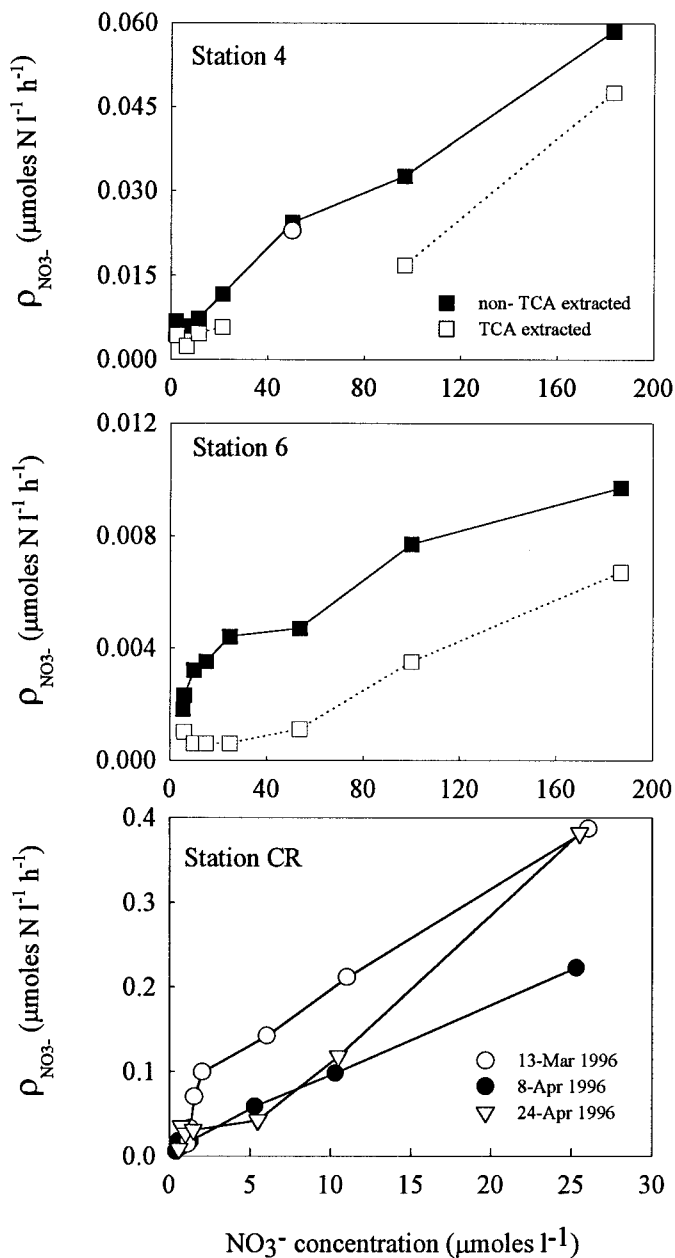 Station 4
ρNO3- (μmoles N l-1 h-1)
0.060
0.045
0.030
0.015
0.000
non- TCA extracted
TCA extracted
0 40 80 120 160 200
Station 6
ρNO3- (μmoles N l-1 h-1)
0.012
0.008
0.004
0.000
0 40 80 120 160 200
Station CR
ρNO3- (μmoles N l-1 h-1)
0.4
0.3
0.2
0.1
0.0
13-Mar 1996
8-Apr 1996
24-Apr 1996
0 5 10 15 20 25 30
NO3- concentration (μmoles l-1)